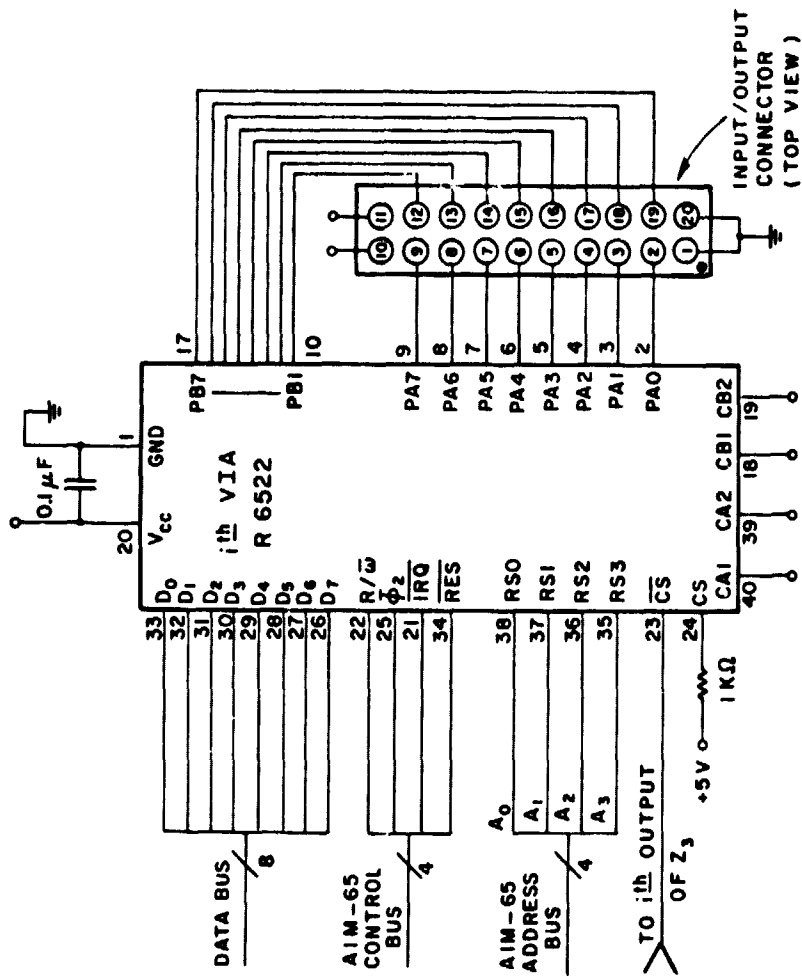 0.1 µF
20
1
VCC
GND
i th VIA
R 6522
33
D0
32
D1
31
D2
30
D3
29
D4
28
D5
27
D6
26
D7
DATA BUS
8
22
R/W̅
25
Φ2
21
I̅R̅Q̅
34
R̅E̅S̅
AIM-65
CONTROL
BUS
4
A0
38
RS0
A1
37
RS1
A2
36
RS2
A3
35
RS3
AIM-65
ADDRESS
BUS
4
TO i th OUTPUT
OF Z3
23
C̅S̅
+5V
1KΩ
24
CS
CA1
CA2
CB1
CB2
40
39
18
19
PB7
17
PB1
10
PA7
9
PA6
8
PA5
7
PA4
6
PA3
5
PA2
4
PA1
3
PA0
2
10 11
9 12
8 13
7 14
6 15
5 16
4 17
3 18
2 19
1 20
INPUT/OUTPUT
CONNECTOR
(TOP VIEW)